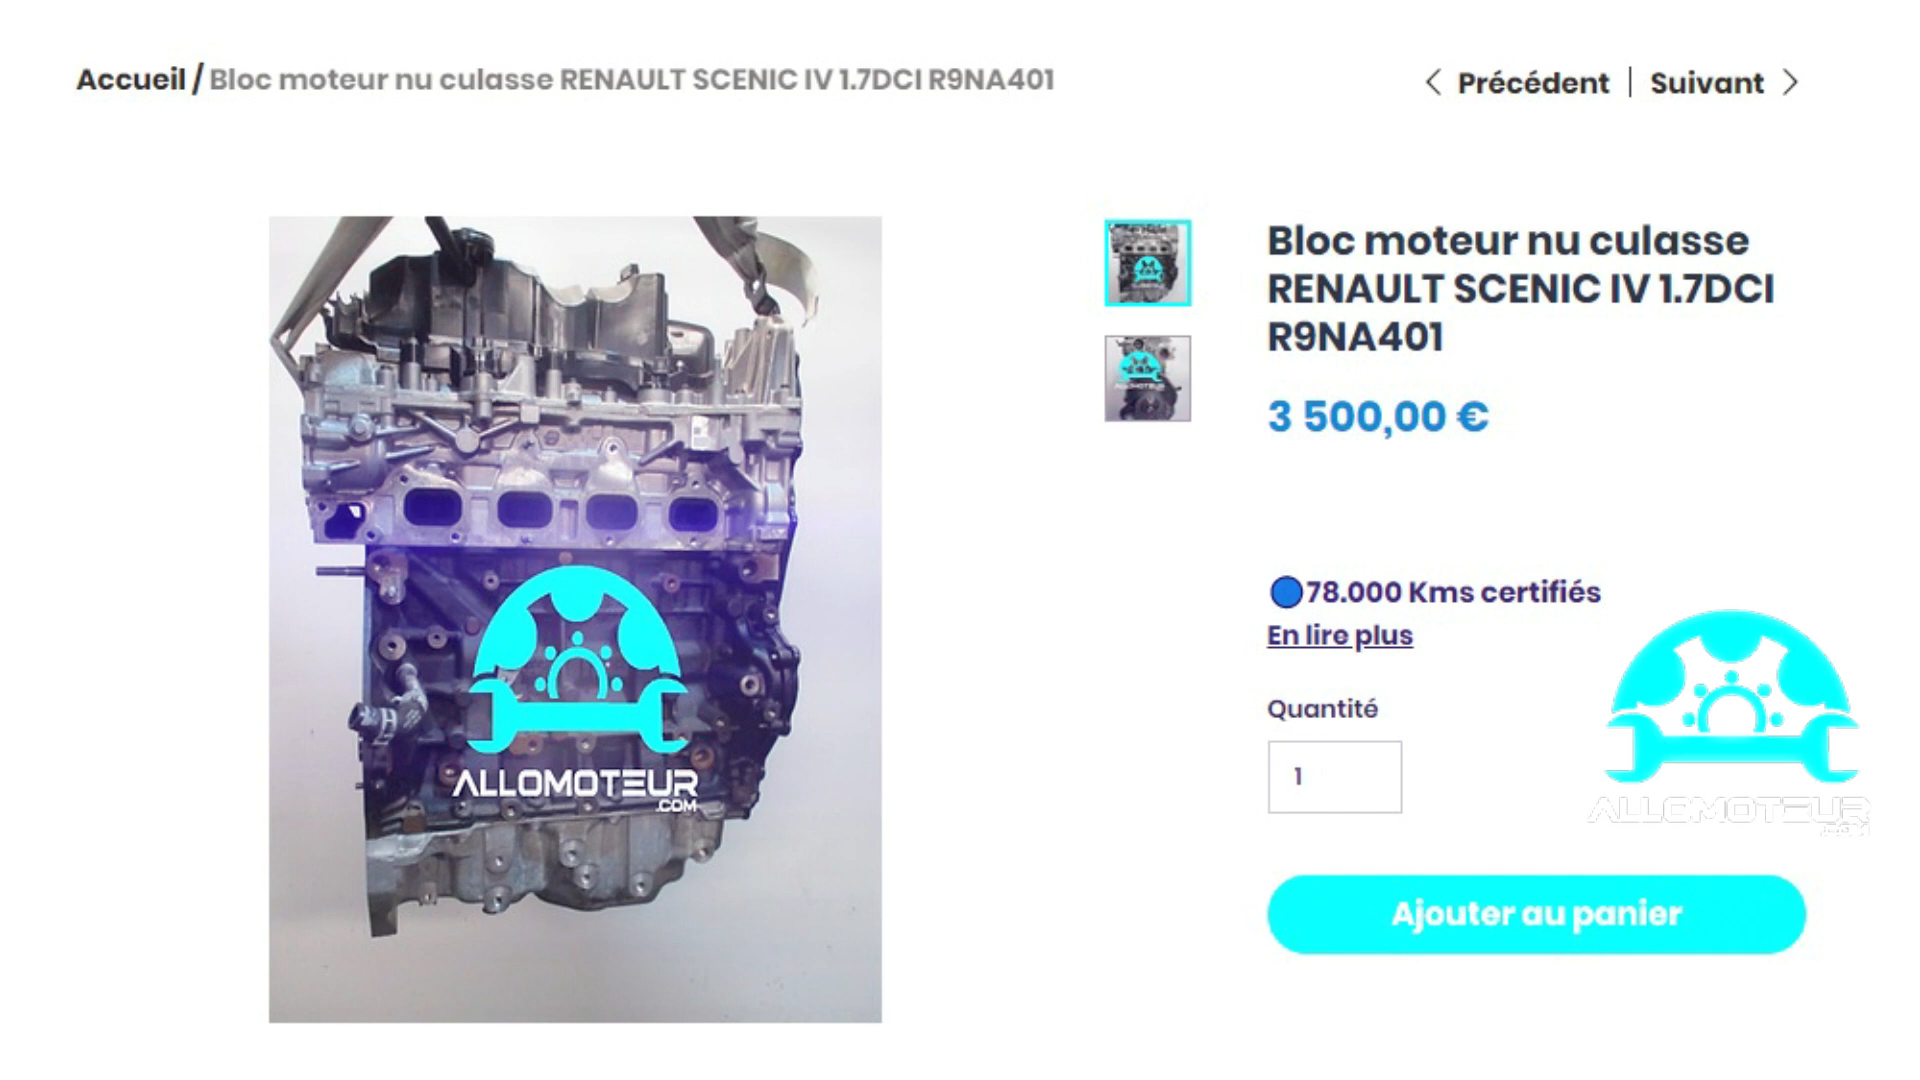 Accueil / Bloc moteur nu culasse RENAULT SCENIC IV 1.7DCI R9NA401
Précédent | Suivant
Bloc moteur nu culasse
RENAULT SCENIC IV 1.7DCI
R9NA401
3 500,00 €
78.000 Kms certifiés
En lire plus
Quantité
1
Ajouter au panier
ALLOMOTEUR
.COM
ALLOMOTEUR
.COM